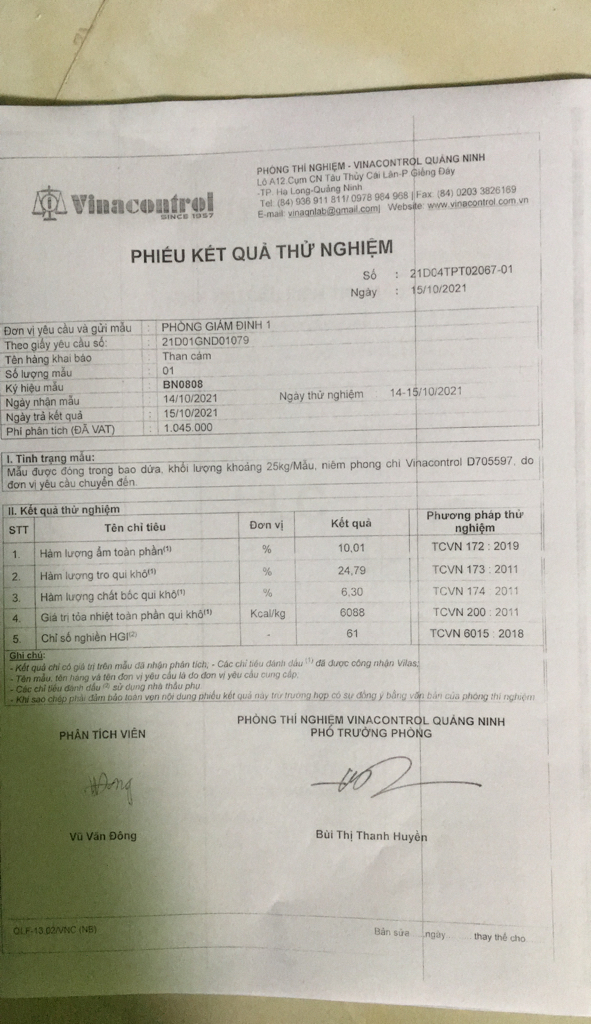 Vinacontrol
SINCE 1957
PHÒNG THÍ NGHIỆM - VINACONTROL QUẢNG NINH
Lô A12.Cụm CN Tàu Thủy Cái Lân-P Giếng Đáy
-TP. Hạ Long-Quảng Ninh
Tel: (84) 936 911 811/ 0978 964 968 | Fax: (84) 0203 3826169
E-mail: vinaqnlab@gmail.com| Website: www.vinacontrol.com.vn
PHIẾU KẾT QUẢ THỬ NGHIỆM
Số : 21D04TPT02067-01
Ngày : 15/10/2021
Đơn vị yêu cầu và gửi mẫu : PHÒNG GIÁM ĐỊNH 1
Theo giấy yêu cầu số: 21D01GND01079
Tên hàng khai báo : Than cám
Số lượng mẫu : 01
Ký hiệu mẫu : BN0808
Ngày nhận mẫu : 14/10/2021 Ngày thử nghiệm : 14-15/10/2021
Ngày trả kết quả : 15/10/2021
Phí phân tích (ĐÃ VAT) : 1.045.000
I. Tình trạng mẫu:
Mẫu được đóng trong bao dứa, khối lượng khoảng 25kg/Mẫu, niêm phong chì Vinacontrol D705597, do
đơn vị yêu cầu chuyển đến.
II. Kết quả thử nghiệm
STT Tên chỉ tiêu Đơn vị Kết quả Phương pháp thử nghiệm
1. Hàm lượng ẩm toàn phần(1) % 10,01 TCVN 172 : 2019
2. Hàm lượng tro qui khô(1) % 24,79 TCVN 173 : 2011
3. Hàm lượng chất bốc qui khô(1) % 6,30 TCVN 174 : 2011
4. Giá trị tỏa nhiệt toàn phần qui khô(1) Kcal/kg 6088 TCVN 200 : 2011
5. Chỉ số nghiền HGI(2) - 61 TCVN 6015 : 2018
Ghi chú:
- Kết quả chỉ có giá trị trên mẫu đã nhận phân tích; - Các chỉ tiêu đánh dấu (1) đã được công nhận Vilas;
- Tên mẫu, tên hàng và tên đơn vị yêu cầu là do đơn vị yêu cầu cung cấp.
- Các chỉ tiêu đánh dấu (2) sử dụng nhà thầu phụ
- Khi sao chép phải đảm bảo toàn vẹn nội dung phiếu kết quả này trừ trường hợp có sự đồng ý bằng văn bản của phòng thí nghiệm
PHÒNG THÍ NGHIỆM VINACONTROL QUẢNG NINH
PHÂN TÍCH VIÊN PHÓ TRƯỞNG PHÒNG
Vũ Văn Đông Bùi Thị Thanh Huyền
QLF-13.02/VNC (NB) Bản sửa ....ngày ........ thay thế cho